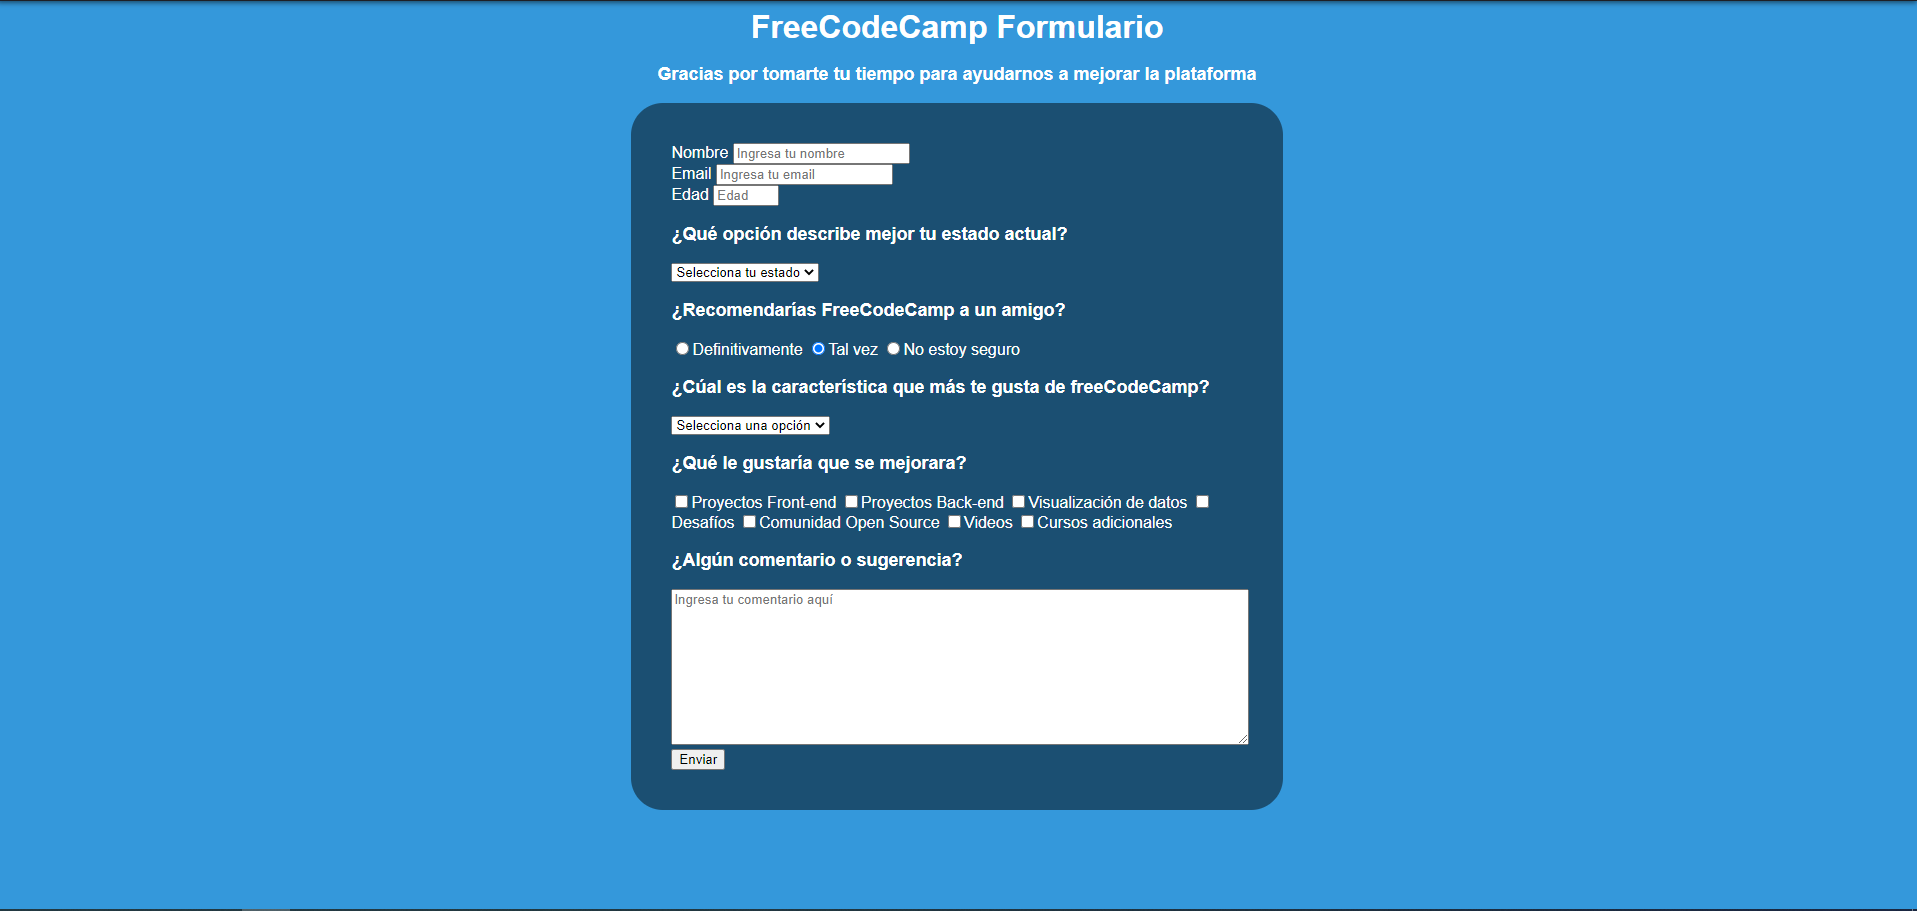 FreeCodeCamp Formulario
Gracias por tomarte tu tiempo para ayudarnos a mejorar la plataforma
Nombre Ingresa tu nombre
Email Ingresa tu email
Edad Edad
¿Qué opción describe mejor tu estado actual?
Selecciona tu estado
¿Recomendarías FreeCodeCamp a un amigo?
Definitivamente Tal vez No estoy seguro
¿Cúal es la característica que más te gusta de freeCodeCamp?
Selecciona una opción
¿Qué le gustaría que se mejorara?
Proyectos Front-end Proyectos Back-end Visualización de datos
Desafíos Comunidad Open Source Videos Cursos adicionales
¿Algún comentario o sugerencia?
Ingresa tu comentario aquí
Enviar